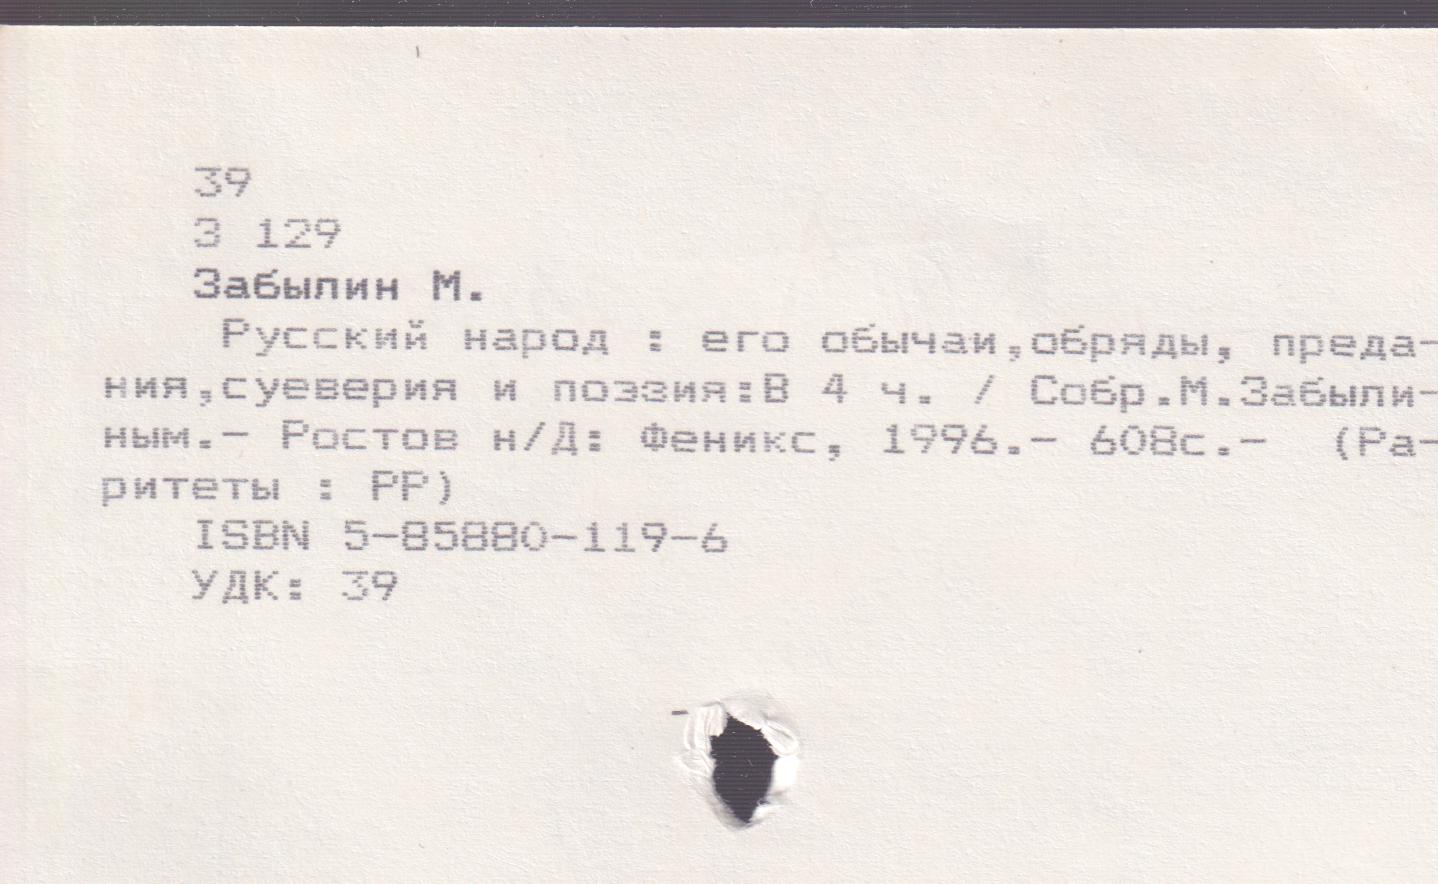 39
З 129
Забылин М.
Русский народ : его обычаи,обряды, преда-
ния,суеверия и поэзия:В 4 ч. / Собр.М.Забыли-
ным.- Ростов н/Д: Феникс, 1996.- 608с.- (Ра-
ритеты : РР)
ISBN 5-85880-119-6
УДК: 39